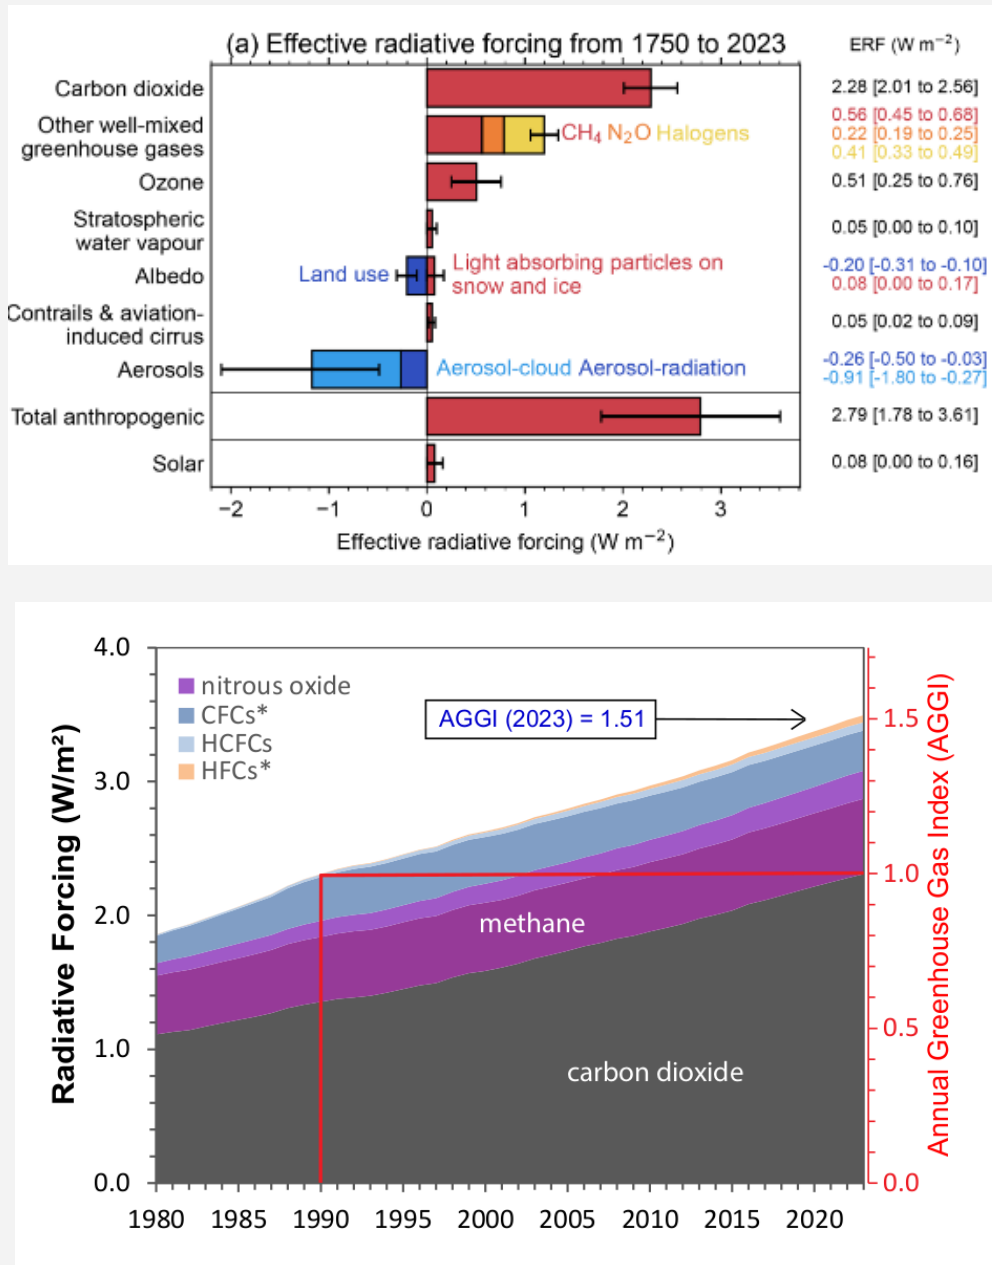 (a) Effective radiative forcing from 1750 to 2023
ERF (W m⁻²)
Carbon dioxide
2.28 [2.01 to 2.56]
Other well-mixed
greenhouse gases
CH₄ N₂O Halogens
0.56 [0.45 to 0.68]
0.22 [0.19 to 0.25]
0.41 [0.33 to 0.49]
Ozone
0.51 [0.25 to 0.76]
Stratospheric
water vapour
0.05 [0.00 to 0.10]
Albedo
Land use
Light absorbing particles on
snow and ice
-0.20 [-0.31 to -0.10]
0.08 [0.00 to 0.17]
Contrails & aviation-
induced cirrus
0.05 [0.02 to 0.09]
Aerosols
Aerosol-cloud Aerosol-radiation
-0.26 [-0.50 to -0.03]
-0.91 [-1.80 to -0.27]
Total anthropogenic
2.79 [1.78 to 3.61]
Solar
0.08 [0.00 to 0.16]
−2 −1 0 1 2 3
Effective radiative forcing (W m⁻²)
Radiative Forcing (W/m²)
4.0
3.0
2.0
1.0
0.0
nitrous oxide
CFCs*
HCFCs
HFCs*
AGGI (2023) = 1.51
methane
carbon dioxide
1.5
1.0
0.5
0.0
Annual Greenhouse Gas Index (AGGI)
1980 1985 1990 1995 2000 2005 2010 2015 2020